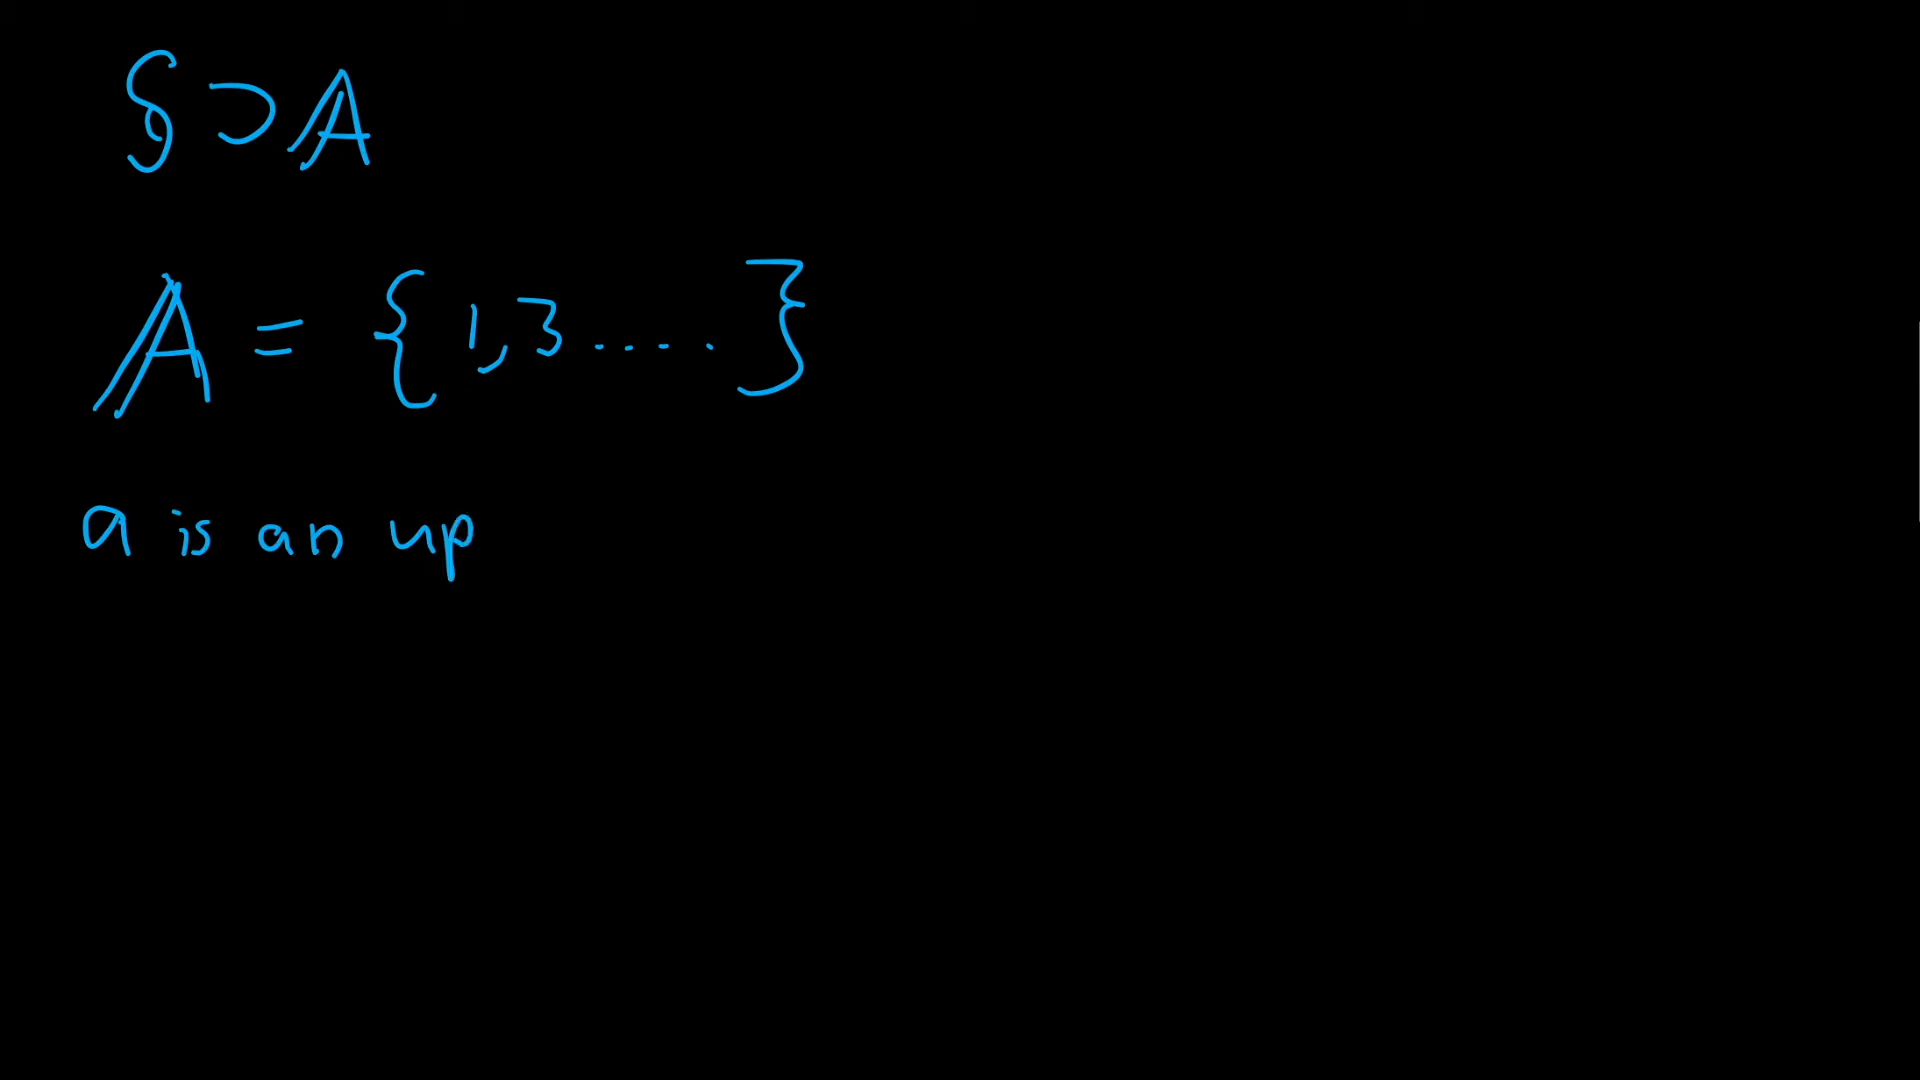 𝕊 ⊃ 𝔸
𝔸 = {1,3.....}
a is an up